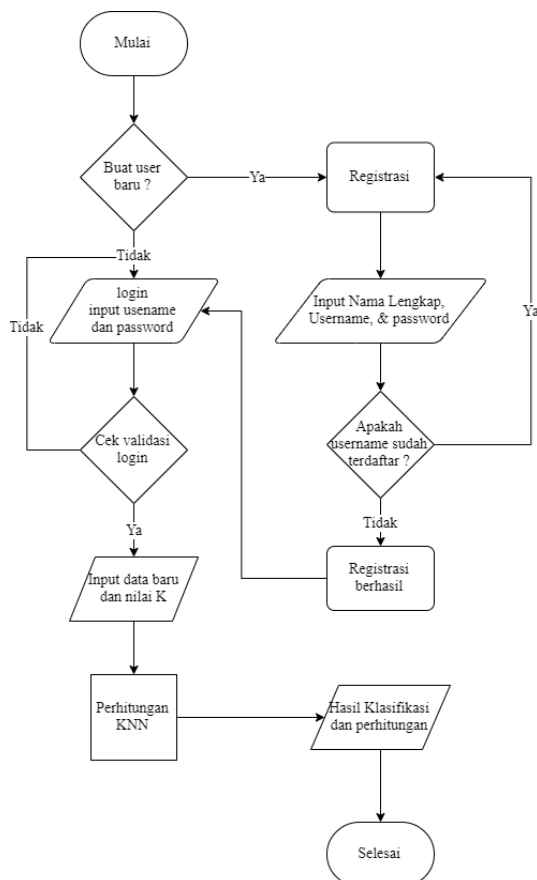 Mulai
Buat user
baru ?
Ya
Registrasi
Tidak
login
input usename
dan password
Input Nama Lengkap,
Username, & password
Ya
Tidak
Cek validasi
login
Apakah
username sudah
terdaftar ?
Ya
Tidak
Input data baru
dan nilai K
Registrasi
berhasil
Perhitungan
KNN
Hasil Klasifikasi
dan perhitungan
Selesai